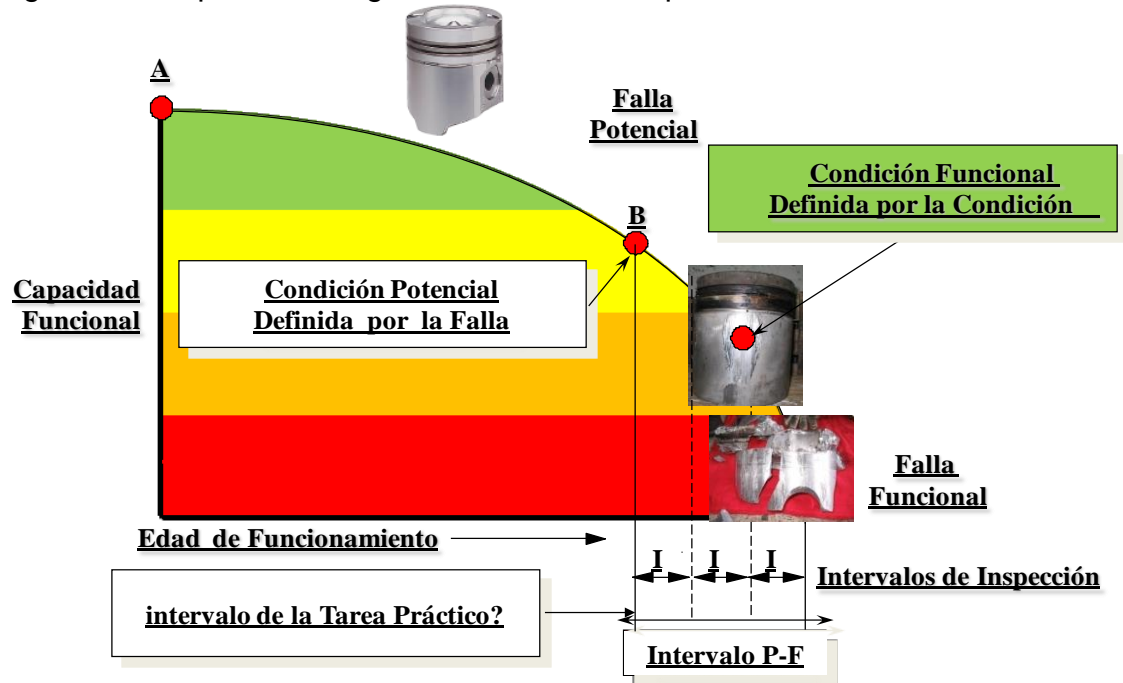 A
Falla
Potencial
Condición Funcional
Definida por la Condición
B
Capacidad
Funcional
Condición Potencial
Definida por la Falla
Falla
Funcional
Edad de Funcionamiento
I I I
Intervalos de Inspección
intervalo de la Tarea Práctico?
Intervalo P-F